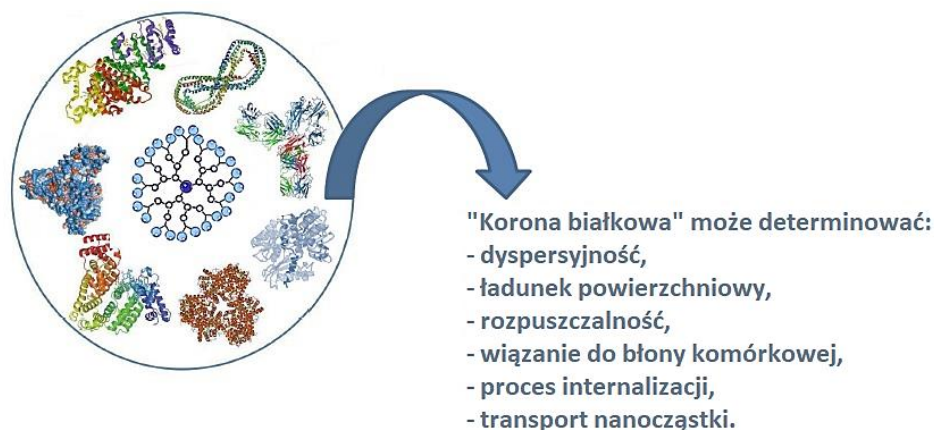 "Korona białkowa" może determinować:
- dyspersyjność,
- ładunek powierzchniowy,
- rozpuszczalność,
- wiązanie do błony komórkowej,
- proces internalizacji,
- transport nanocząstki.